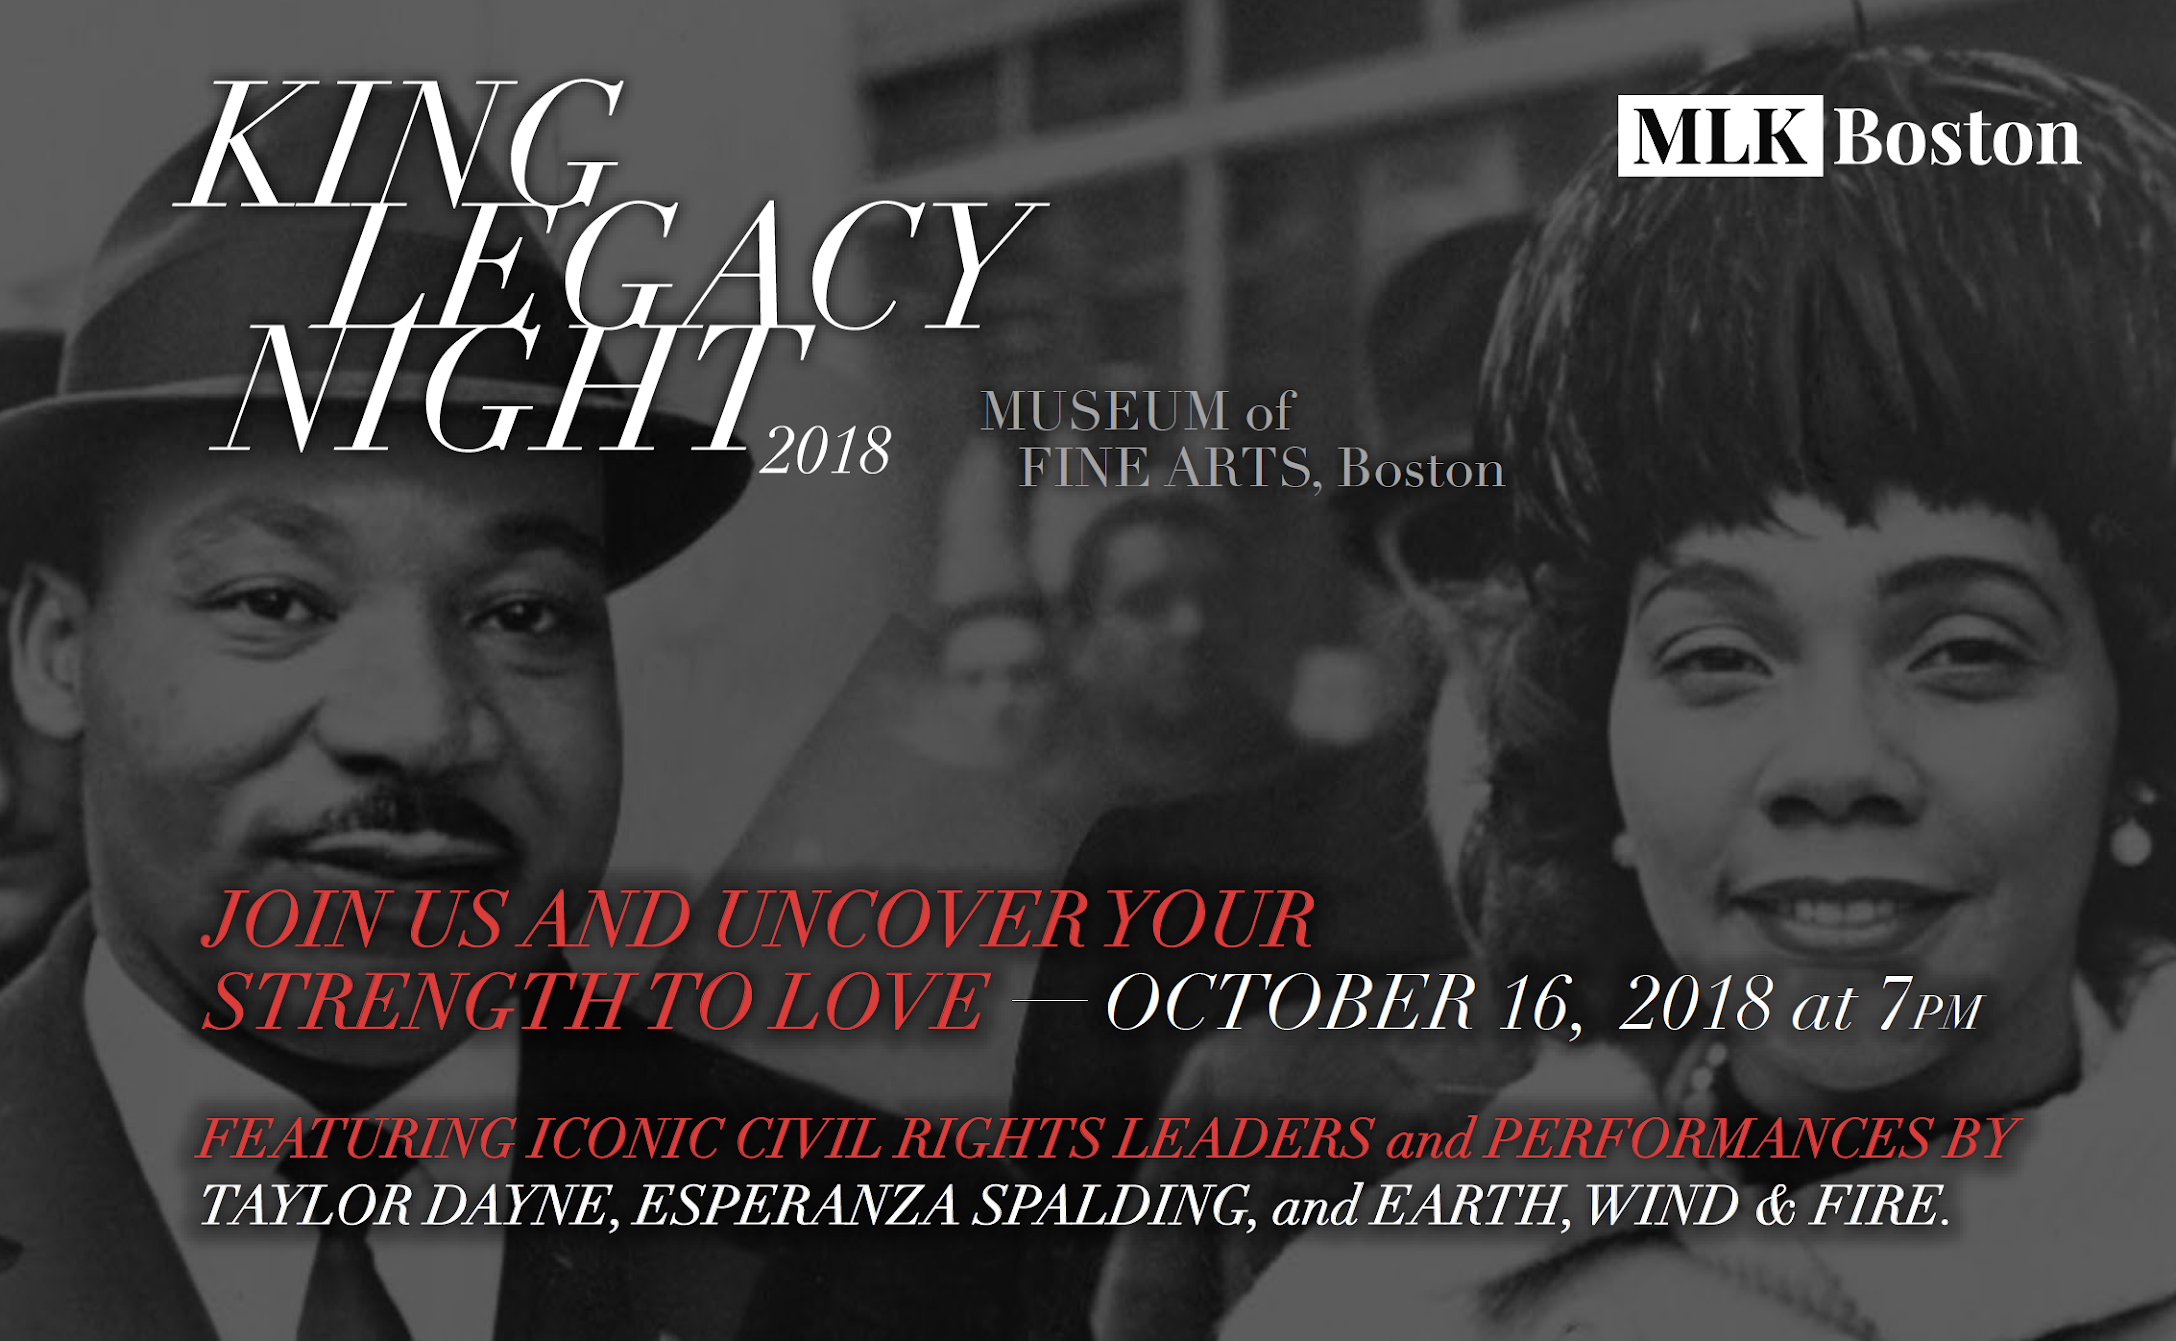 KING
LEGACY
NIGHT 2018
MLK Boston
MUSEUM of
FINE ARTS, Boston
JOIN US AND UNCOVER YOUR
STRENGTH TO LOVE — OCTOBER 16, 2018 at 7PM
FEATURING ICONIC CIVIL RIGHTS LEADERS and PERFORMANCES BY
TAYLOR DAYNE, ESPERANZA SPALDING, and EARTH, WIND & FIRE.